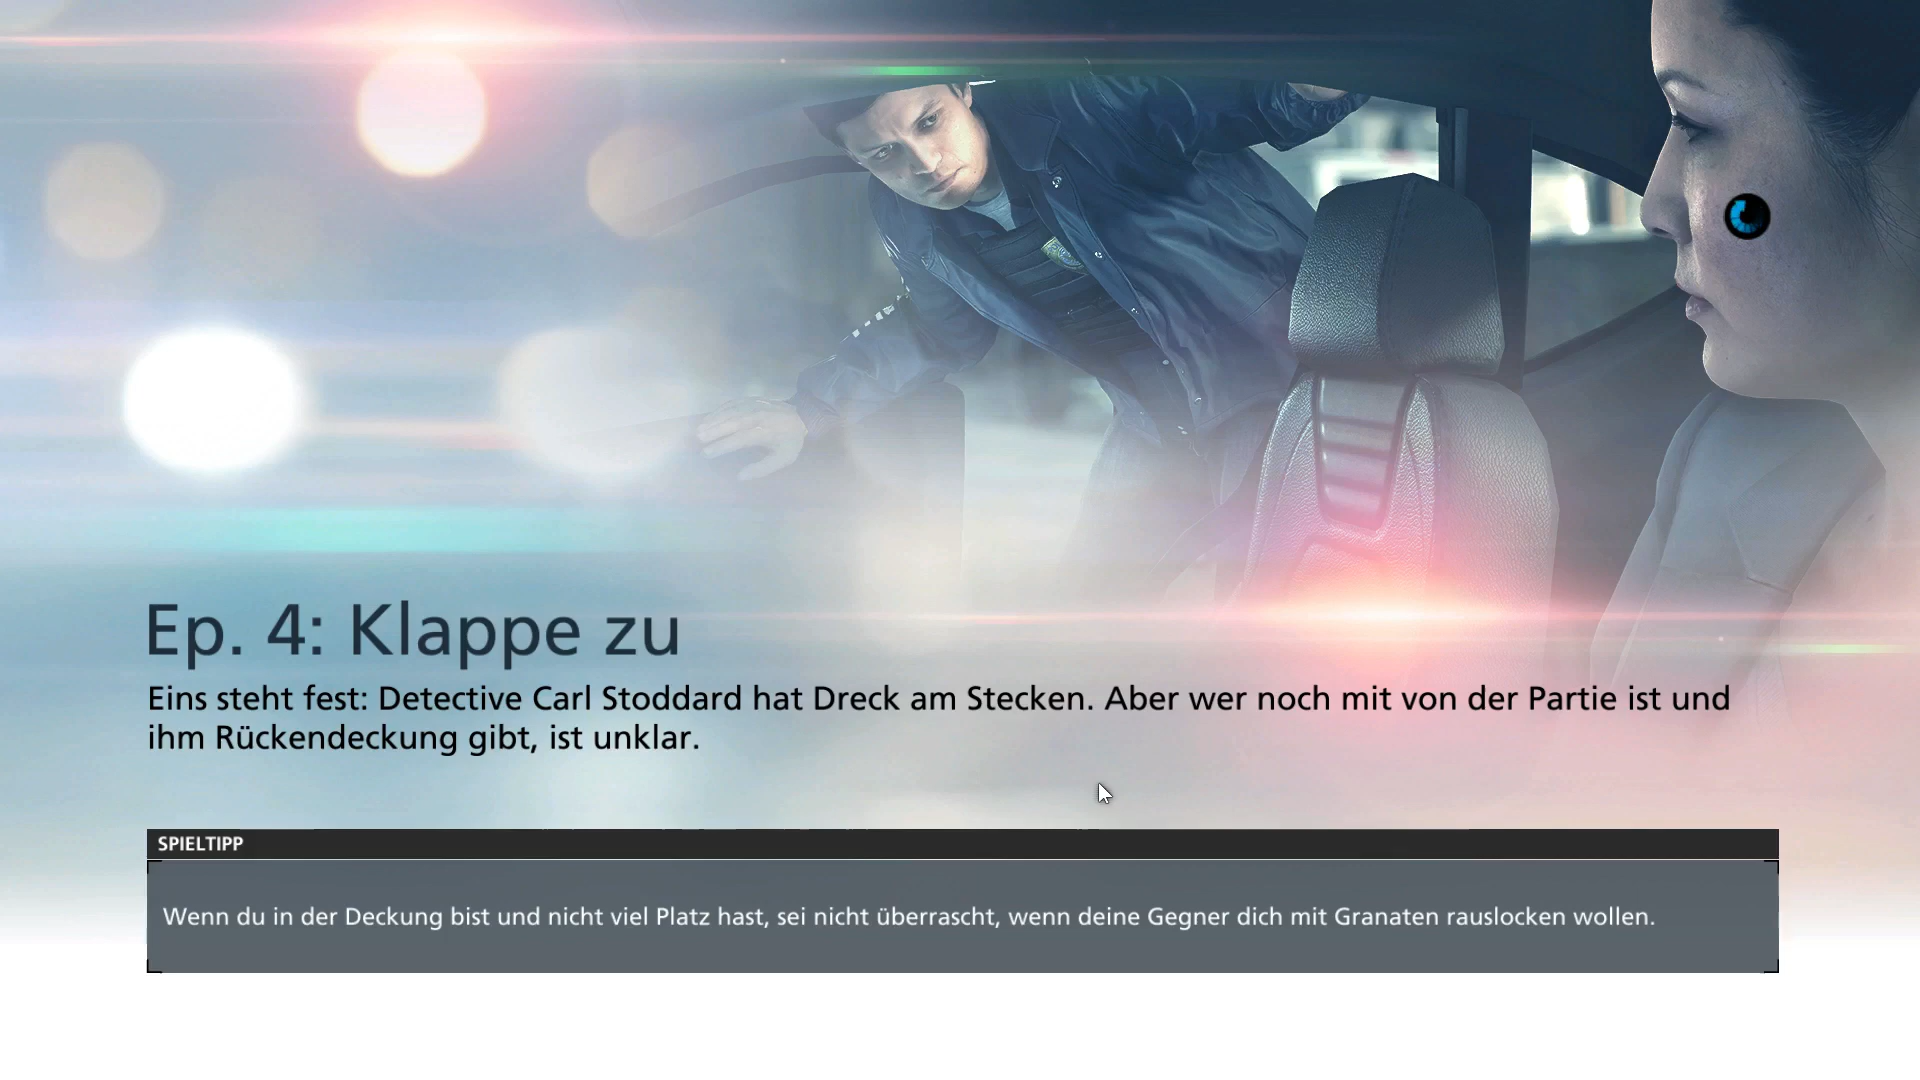 Ep. 4: Klappe zu
Eins steht fest: Detective Carl Stoddard hat Dreck am Stecken. Aber wer noch mit von der Partie ist und
ihm Rückendeckung gibt, ist unklar.
SPIELTIPP
Wenn du in der Deckung bist und nicht viel Platz hast, sei nicht überrascht, wenn deine Gegner dich mit Granaten rauslocken wollen.